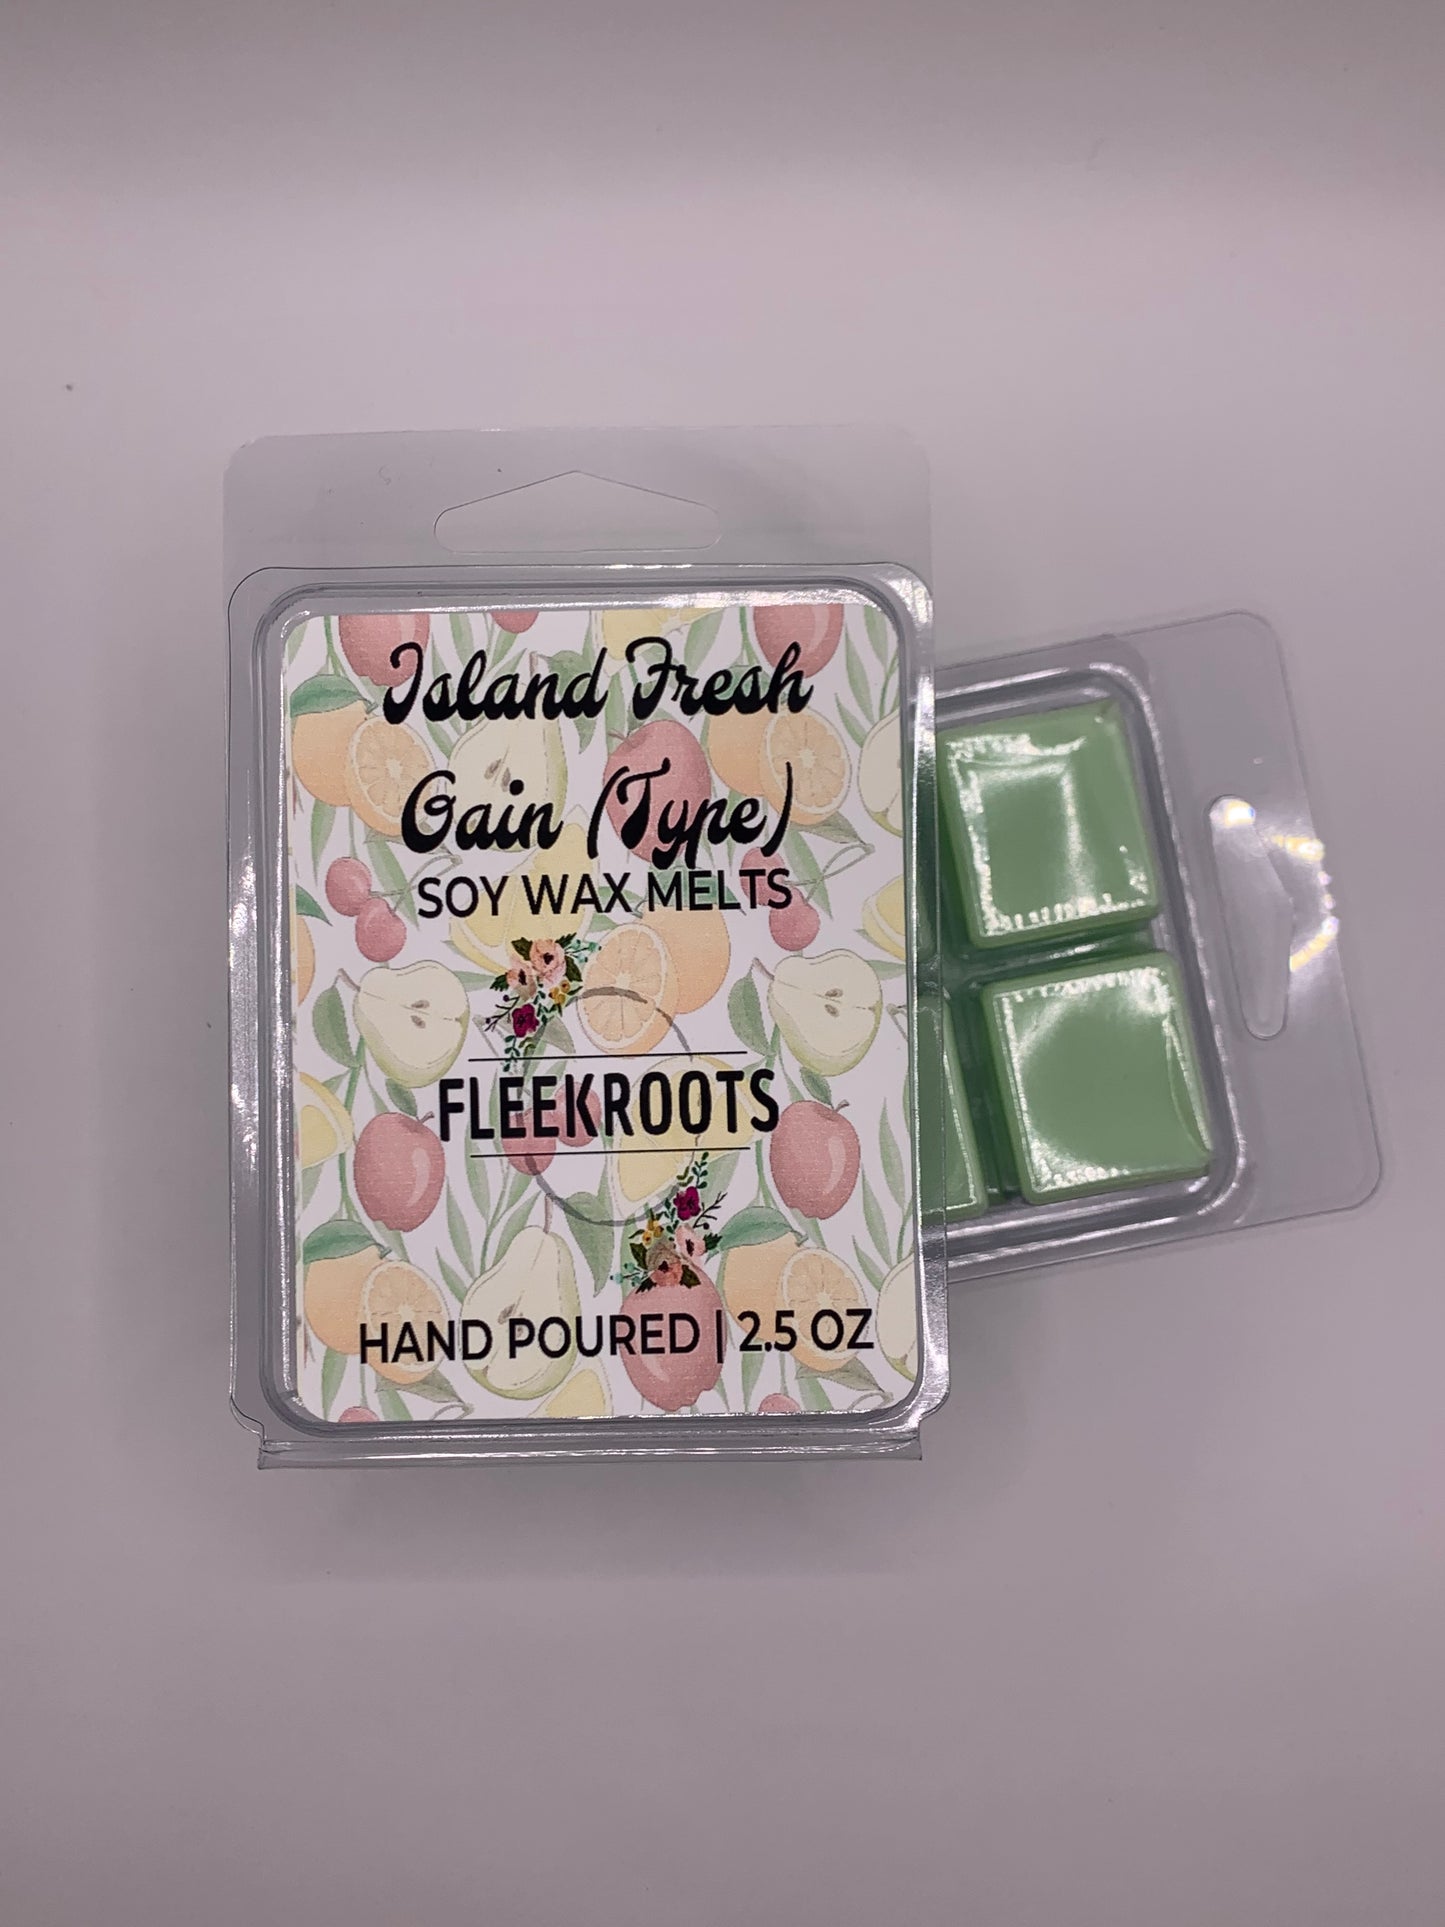 Island Fresh
Gain (Type)
SOY WAX MELTS
FLEEKROOTS
HAND POURED | 2.5 OZ